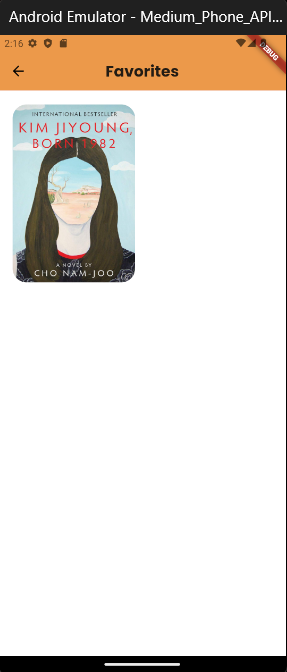 Android Emulator - Medium_Phone_API...
2:16
DEBUG
Favorites
INTERNATIONAL BESTSELLER
KIM JIYOUNG,
BORN 1982
A NOVEL BY
CHO NAM-JOO